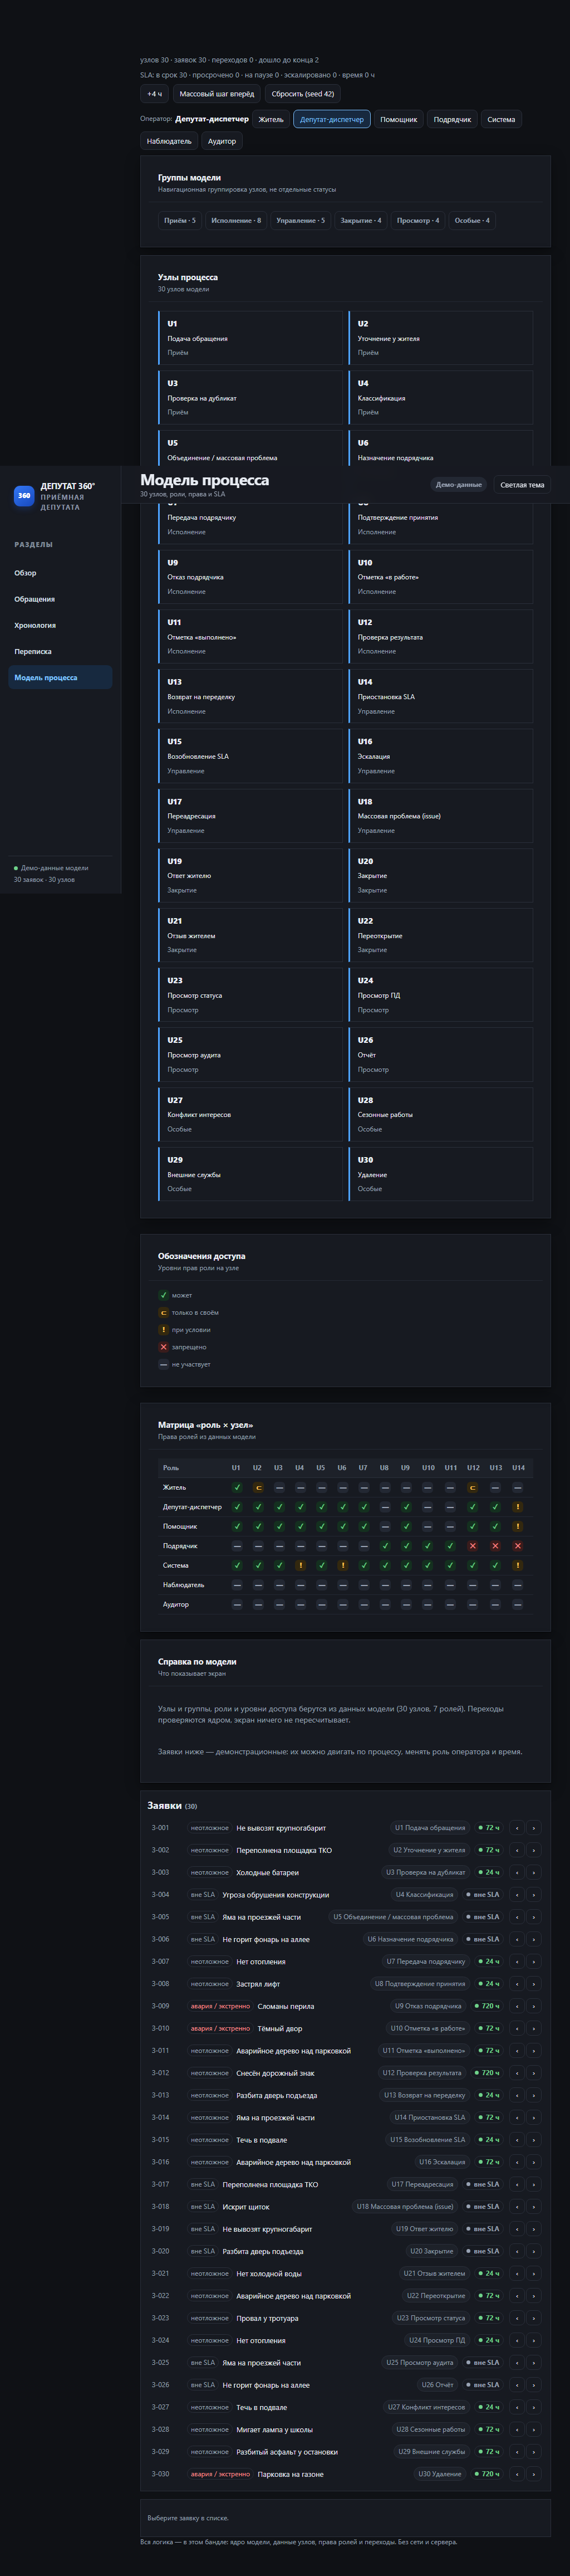 узлов 30 · заявок 30 · переходов 0 · дошло до конца 2
SLA: в срок 30 · просрочено 0 · на паузе 0 · эскалировано 0 · время 0 ч
+4 ч Массовый шаг вперёд Сбросить (seed 42)
Оператор: Депутат-диспетчер Житель Депутат-диспетчер Помощник Подрядчик Система
Наблюдатель Аудитор
Группы модели
Навигационная группировка узлов, не отдельные статусы
Приём · 5 Исполнение · 8 Управление · 5 Закрытие · 4 Просмотр · 4 Особые · 4
Узлы процесса
30 узлов модели
U1 U2
Подача обращения Уточнение у жителя
Приём Приём
U3 U4
Проверка на дубликат Классификация
Приём Приём
U5 U6
Объединение / массовая проблема Назначение подрядчика
360 ДЕПУТАТ 360°
ПРИЁМНАЯ
ДЕПУТАТА
РАЗДЕЛЫ
Обзор
Обращения
Хронология
Переписка
Модель процесса
Демо-данные модели
30 заявок · 30 узлов
Модель процесса
30 узлов, роли, права и SLA
Демо-данные Светлая тема
Передача подрядчику Подтверждение принятия
Исполнение Исполнение
U9 U10
Отказ подрядчика Отметка «в работе»
Исполнение Исполнение
U11 U12
Отметка «выполнено» Проверка результата
Исполнение Исполнение
U13 U14
Возврат на переделку Приостановка SLA
Исполнение Управление
U15 U16
Возобновление SLA Эскалация
Управление Управление
U17 U18
Переадресация Массовая проблема (issue)
Управление Управление
U19 U20
Ответ жителю Закрытие
Закрытие Закрытие
U21 U22
Отзыв жителем Переоткрытие
Закрытие Закрытие
U23 U24
Просмотр статуса Просмотр ПД
Просмотр Просмотр
U25 U26
Просмотр аудита Отчёт
Просмотр Просмотр
U27 U28
Конфликт интересов Сезонные работы
Особые Особые
U29 U30
Внешние службы Удаление
Особые Особые
Обозначения доступа
Уровни прав роли на узле
✓ может
⊂ только в своём
! при условии
✕ запрещено
— не участвует
Матрица «роль × узел»
Права ролей из данных модели
Роль U1 U2 U3 U4 U5 U6 U7 U8 U9 U10 U11 U12 U13 U14
Житель ✓ ⊂ — — — — — — — — — ⊂ — —
Депутат-диспетчер ✓ ✓ ✓ ✓ ✓ ✓ ✓ — ✓ — — ✓ ✓ !
Помощник ✓ ✓ ✓ ✓ ✓ ✓ ✓ — ✓ — — ✓ ✓ !
Подрядчик — — — — — — — ✓ ✓ ✓ ✓ ✕ ✕ ✕
Система ✓ ✓ ✓ ! ✓ ! ✓ ✓ ✓ ✓ ✓ ✓ ✓ !
Наблюдатель — — — — — — — — — — — — — —
Аудитор — — — — — — — — — — — — — —
Справка по модели
Что показывает экран
Узлы и группы, роли и уровни доступа берутся из данных модели (30 узлов, 7 ролей). Переходы
проверяются ядром, экран ничего не пересчитывает.
Заявки ниже — демонстрационные: их можно двигать по процессу, менять роль оператора и время.
Заявки (30)
З-001 неотложное Не вывозят крупногабарит U1 Подача обращения 72 ч ‹ ›
З-002 неотложное Переполнена площадка ТКО U2 Уточнение у жителя 72 ч ‹ ›
З-003 неотложное Холодные батареи U3 Проверка на дубликат 24 ч ‹ ›
З-004 вне SLA Угроза обрушения конструкции U4 Классификация вне SLA ‹ ›
З-005 вне SLA Яма на проезжей части U5 Объединение / массовая проблема вне SLA ‹ ›
З-006 вне SLA Не горит фонарь на аллее U6 Назначение подрядчика вне SLA ‹ ›
З-007 неотложное Нет отопления U7 Передача подрядчику 24 ч ‹ ›
З-008 неотложное Застрял лифт U8 Подтверждение принятия 24 ч ‹ ›
З-009 авария / экстренно Сломаны перила U9 Отказ подрядчика 720 ч ‹ ›
З-010 авария / экстренно Тёмный двор U10 Отметка «в работе» 72 ч ‹ ›
З-011 неотложное Аварийное дерево над парковкой U11 Отметка «выполнено» 72 ч ‹ ›
З-012 неотложное Снесён дорожный знак U12 Проверка результата 720 ч ‹ ›
З-013 неотложное Разбита дверь подъезда U13 Возврат на переделку 24 ч ‹ ›
З-014 неотложное Яма на проезжей части U14 Приостановка SLA 72 ч ‹ ›
З-015 неотложное Течь в подвале U15 Возобновление SLA 24 ч ‹ ›
З-016 неотложное Аварийное дерево над парковкой U16 Эскалация 72 ч ‹ ›
З-017 вне SLA Переполнена площадка ТКО U17 Переадресация вне SLA ‹ ›
З-018 вне SLA Искрит щиток U18 Массовая проблема (issue) вне SLA ‹ ›
З-019 вне SLA Не вывозят крупногабарит U19 Ответ жителю вне SLA ‹ ›
З-020 вне SLA Разбита дверь подъезда U20 Закрытие вне SLA ‹ ›
З-021 неотложное Нет холодной воды U21 Отзыв жителем 24 ч ‹ ›
З-022 неотложное Аварийное дерево над парковкой U22 Переоткрытие 72 ч ‹ ›
З-023 неотложное Провал у тротуара U23 Просмотр статуса 72 ч ‹ ›
З-024 неотложное Нет отопления U24 Просмотр ПД 24 ч ‹ ›
З-025 вне SLA Яма на проезжей части U25 Просмотр аудита вне SLA ‹ ›
З-026 вне SLA Не горит фонарь на аллее U26 Отчёт вне SLA ‹ ›
З-027 неотложное Течь в подвале U27 Конфликт интересов 24 ч ‹ ›
З-028 неотложное Мигает лампа у школы U28 Сезонные работы 72 ч ‹ ›
З-029 неотложное Разбитый асфальт у остановки U29 Внешние службы 72 ч ‹ ›
З-030 авария / экстренно Парковка на газоне U30 Удаление 720 ч ‹ ›
Выберите заявку в списке.
Вся логика — в этом бандле: ядро модели, данные узлов, права ролей и переходы. Без сети и сервера.